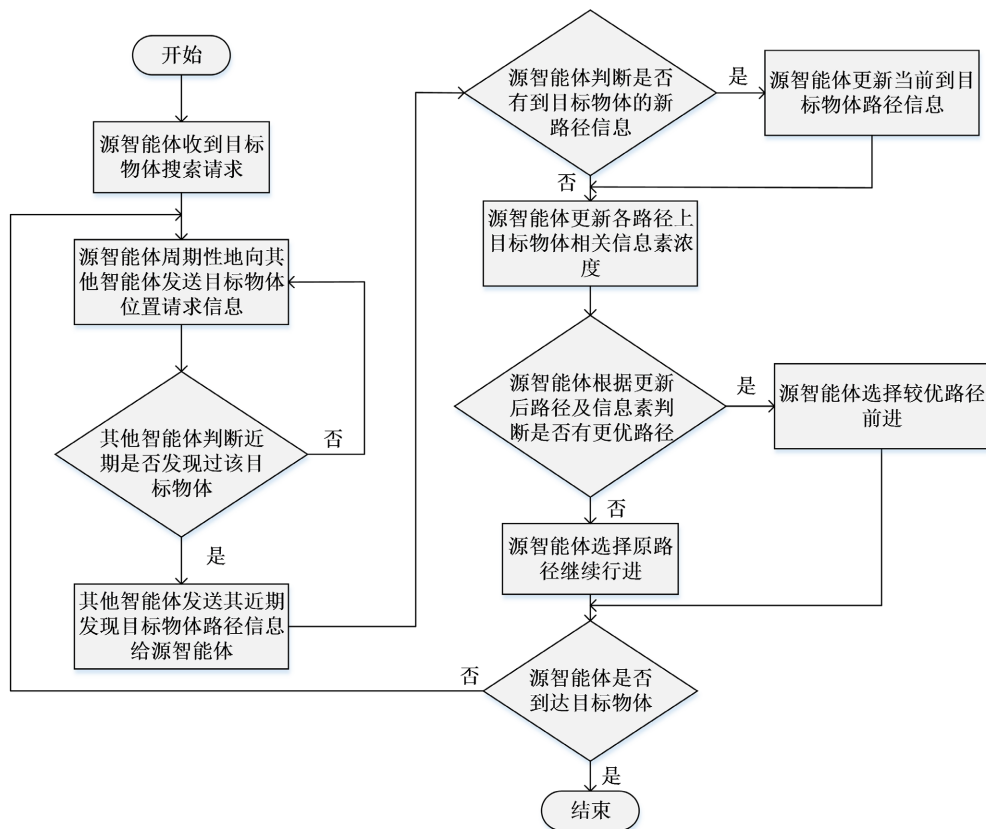 开始
源智能体收到目标
物体搜索请求
源智能体周期性地向其
他智能体发送目标物体
位置请求信息
其他智能体判断近
期是否发现过该目
标物体
否
是
其他智能体发送其近期
发现目标物体路径信息
给源智能体
源智能体判断是否
有到目标物体的新
路径信息
是
源智能体更新当前到目
标物体路径信息
否
源智能体更新各路径上
目标物体相关信息素浓
度
源智能体根据更新
后路径及信息素判
断是否有更优路径
是
源智能体选择较优路径
前进
否
源智能体选择原路
径继续行进
源智能体是否
到达目标物体
否
是
结束